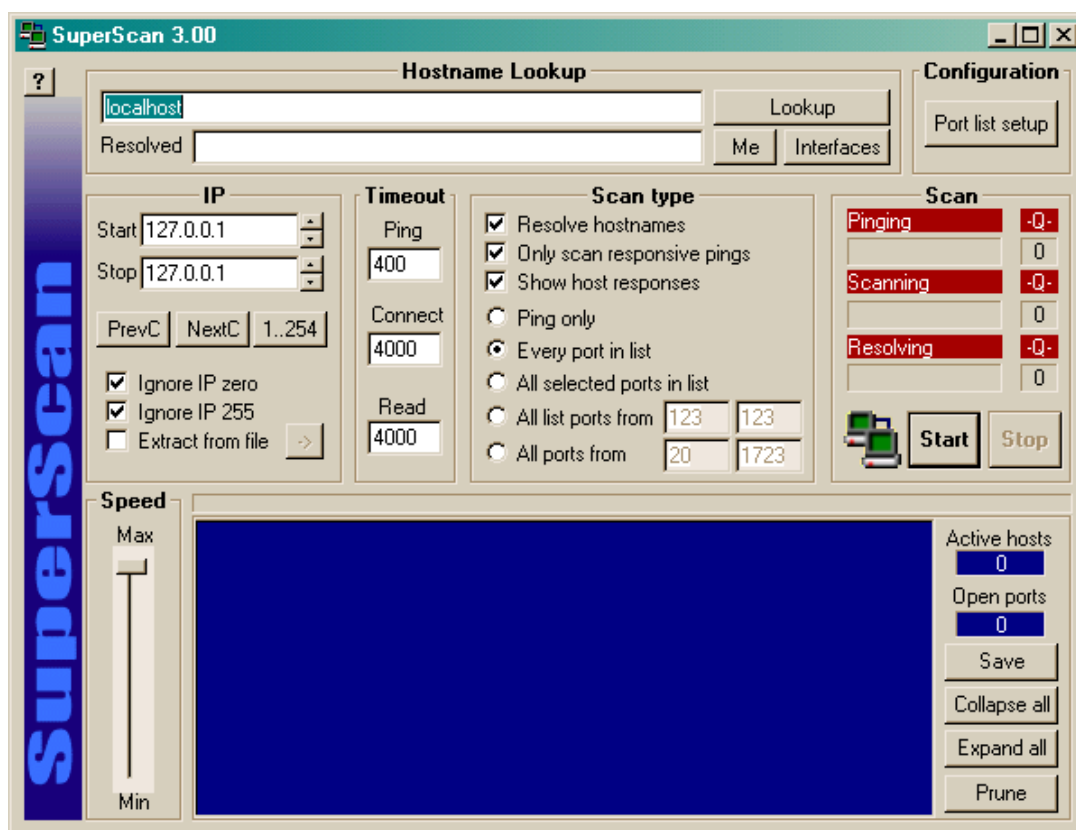 SuperScan 3.00
?
Hostname Lookup
localhost
Lookup
Resolved
Me
Interfaces
Configuration
Port list setup
IP
Start 127.0.0.1
Stop 127.0.0.1
PrevC NextC 1..254
Ignore IP zero
Ignore IP 255
Extract from file ->
Timeout
Ping
400
Connect
4000
Read
4000
Scan type
Resolve hostnames
Only scan responsive pings
Show host responses
Ping only
Every port in list
All selected ports in list
All list ports from 123 123
All ports from 20 1723
Scan
Pinging -Q-
0
Scanning -Q-
0
Resolving -Q-
0
Start Stop
SuperScan
Speed
Max
Min
Active hosts
0
Open ports
0
Save
Collapse all
Expand all
Prune